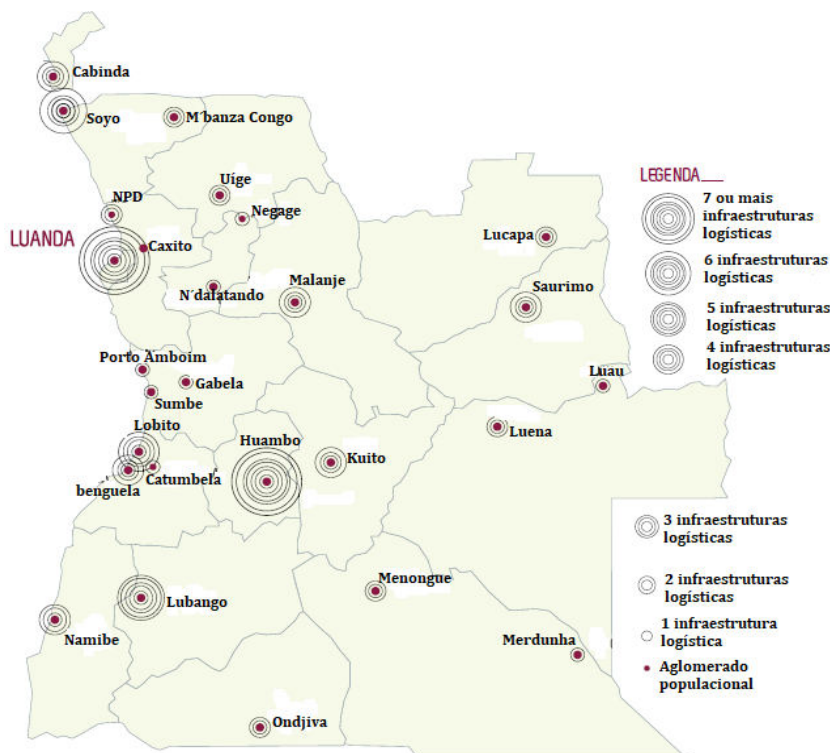 Cabinda
Soyo
M´banza Congo
Uíge
NPD
Negage
LUANDA
Caxito
Lucapa
N´dalatando
Malanje
Saurimo
Porto Amboim
Gabela
Luau
Sumbe
Lobito
Huambo
Luena
Kuito
benguela
Catumbela
Menongue
Lubango
Namibe
Merdunha
Ondjiva
LEGENDA
7 ou mais
infraestruturas
logísticas
6 infraestruturas
logísticas
5 infraestruturas
logísticas
4 infraestruturas
logísticas
3 infraestruturas
logísticas
2 infraestruturas
logísticas
1 infraestrutura
logística
Aglomerado
populacional